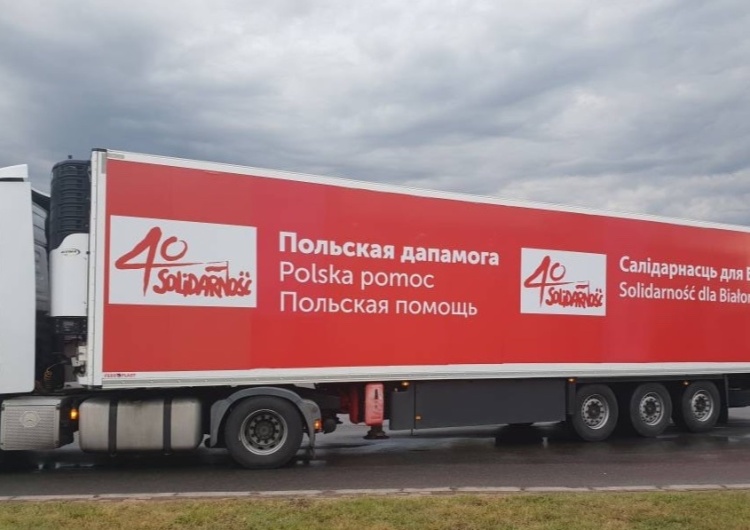 40
SOLIDARNOŚĆ
Польская дапамога
Polska pomoc
Польская помощь
40
SOLIDARNOŚĆ
Салідарнасць для
Solidarność dla